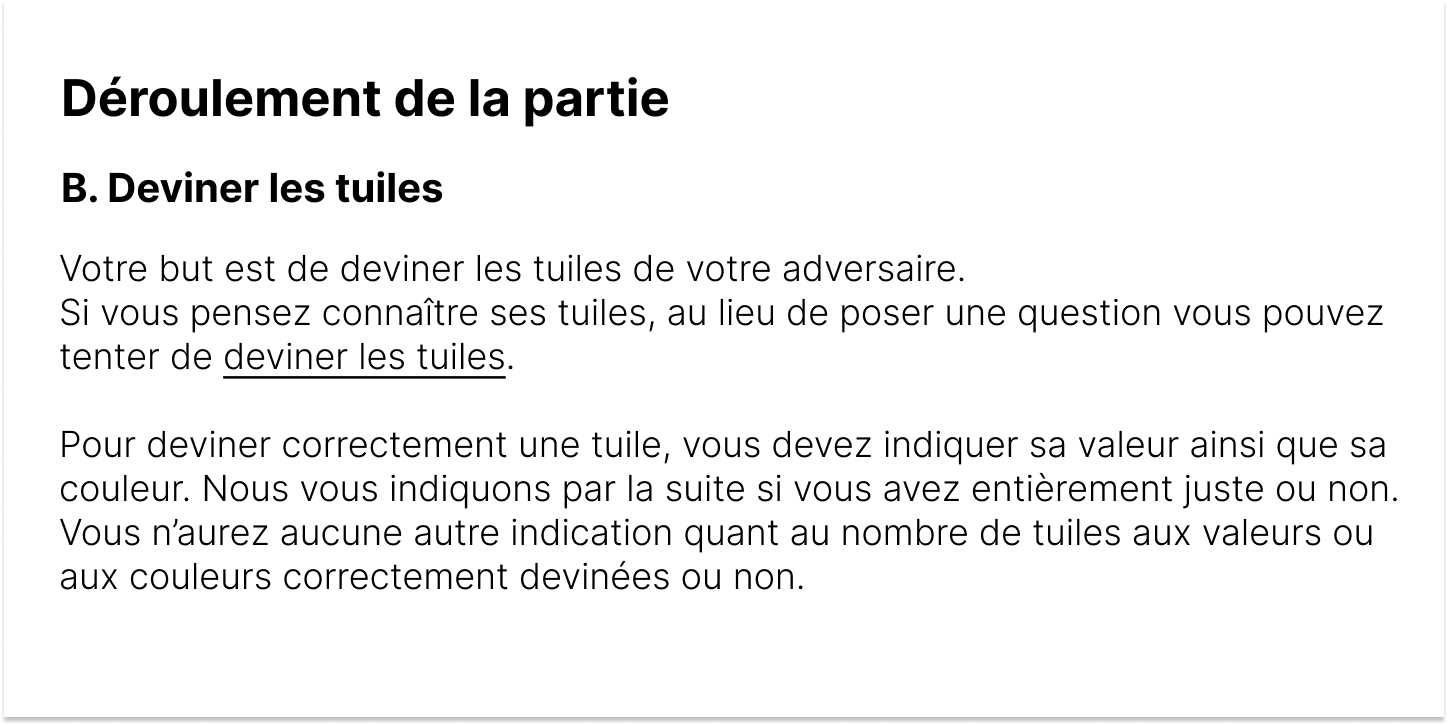 Déroulement de la partie
B. Deviner les tuiles
Votre but est de deviner les tuiles de votre adversaire.
Si vous pensez connaître ses tuiles, au lieu de poser une question vous pouvez
tenter de deviner les tuiles.
Pour deviner correctement une tuile, vous devez indiquer sa valeur ainsi que sa
couleur. Nous vous indiquons par la suite si vous avez entièrement juste ou non.
Vous n’aurez aucune autre indication quant au nombre de tuiles aux valeurs ou
aux couleurs correctement devinées ou non.